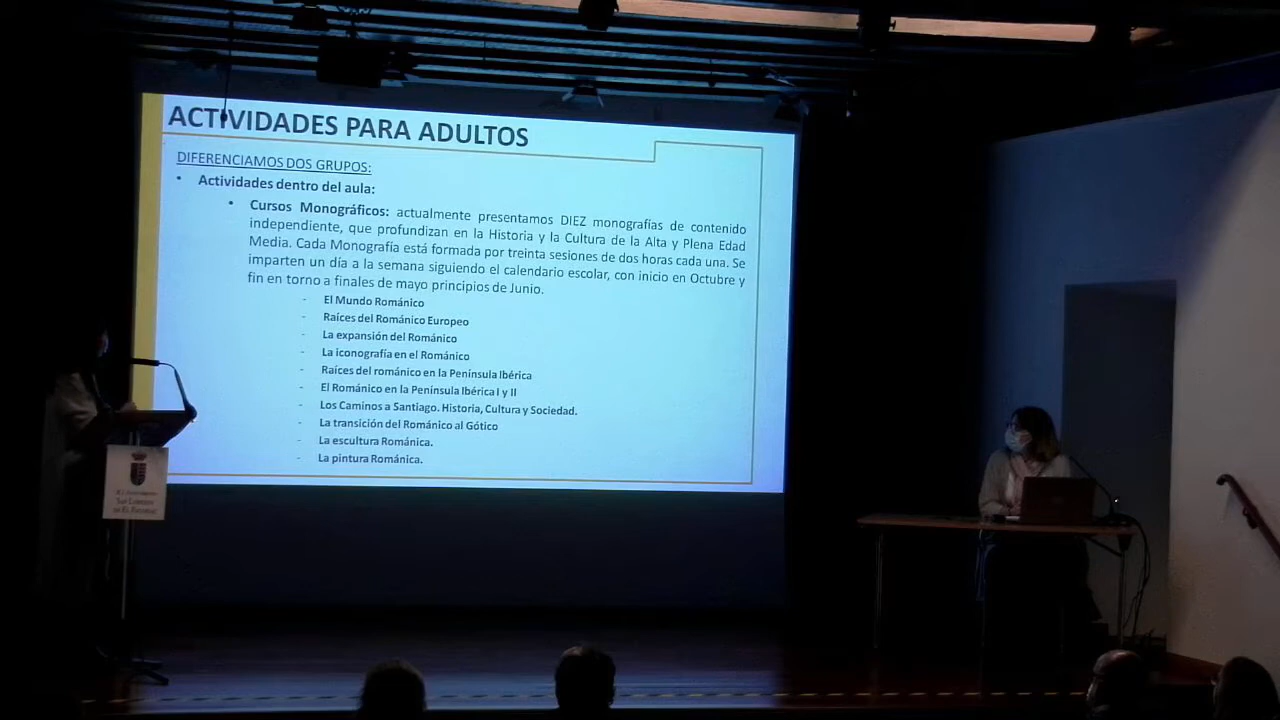 ACTIVIDADES PARA ADULTOS
DIFERENCIAMOS DOS GRUPOS:
• Actividades dentro del aula:
• Cursos Monográficos: actualmente presentamos DIEZ monografías de contenido
independiente, que profundizan en la Historia y la Cultura de la Alta y Plena Edad
Media. Cada Monografía está formada por treinta sesiones de dos horas cada una. Se
imparten un día a la semana siguiendo el calendario escolar, con inicio en Octubre y
fin en torno a finales de mayo principios de Junio.
- El Mundo Románico
- Raíces del Románico Europeo
- La expansión del Románico
- La iconografía en el Románico
- Raíces del románico en la Península Ibérica
- El Románico en la Península Ibérica I y II
- Los Caminos a Santiago. Historia, Cultura y Sociedad.
- La transición del Románico al Gótico
- La escultura Románica.
- La pintura Románica.
San Lorenzo
de El Escorial